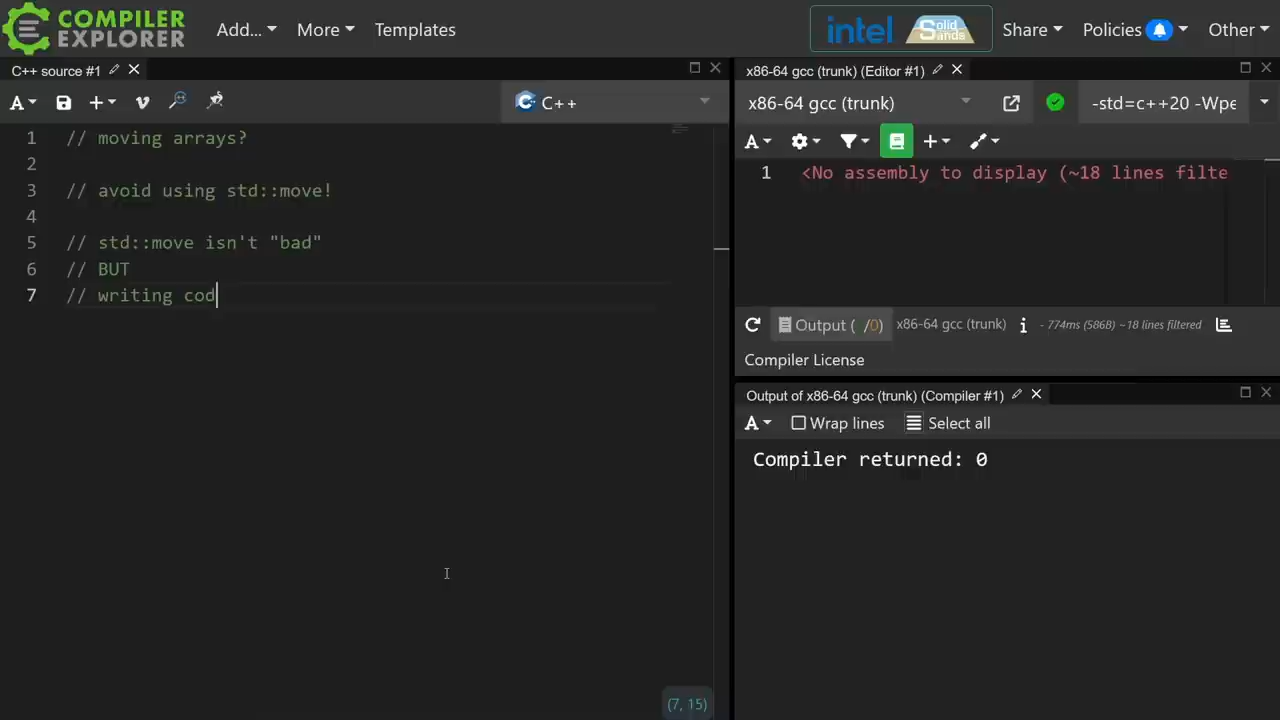 COMPILER
EXPLORER
Add...
More
Templates
intel
Solid
Sands
Share
Policies
Other
C++ source #1
A
C++
1 // moving arrays?
2
3 // avoid using std::move!
4
5 // std::move isn't "bad"
6 // BUT
7 // writing cod
(7, 15)
x86-64 gcc (trunk) (Editor #1)
x86-64 gcc (trunk)
-std=c++20 -Wpe
A
1 <No assembly to display (~18 lines filte
Output ( /0)
x86-64 gcc (trunk)
- 774ms (586B) ~18 lines filtered
Compiler License
Output of x86-64 gcc (trunk) (Compiler #1)
A
Wrap lines
Select all
Compiler returned: 0